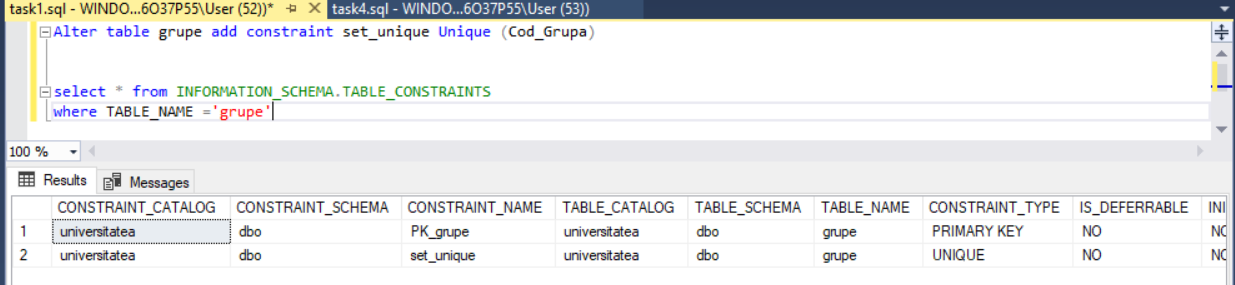 task1.sql - WINDO...6O37P55\User (52))* task4.sql - WINDO...6O37P55\User (53))
Alter table grupe add constraint set_unique Unique (Cod_Grupa)
select * from INFORMATION_SCHEMA.TABLE_CONSTRAINTS
where TABLE_NAME ='grupe'
100 %
Results Messages
CONSTRAINT_CATALOG CONSTRAINT_SCHEMA CONSTRAINT_NAME TABLE_CATALOG TABLE_SCHEMA TABLE_NAME CONSTRAINT_TYPE IS_DEFERRABLE INI
1 universitatea dbo PK_grupe universitatea dbo grupe PRIMARY KEY NO NO
2 universitatea dbo set_unique universitatea dbo grupe UNIQUE NO NO